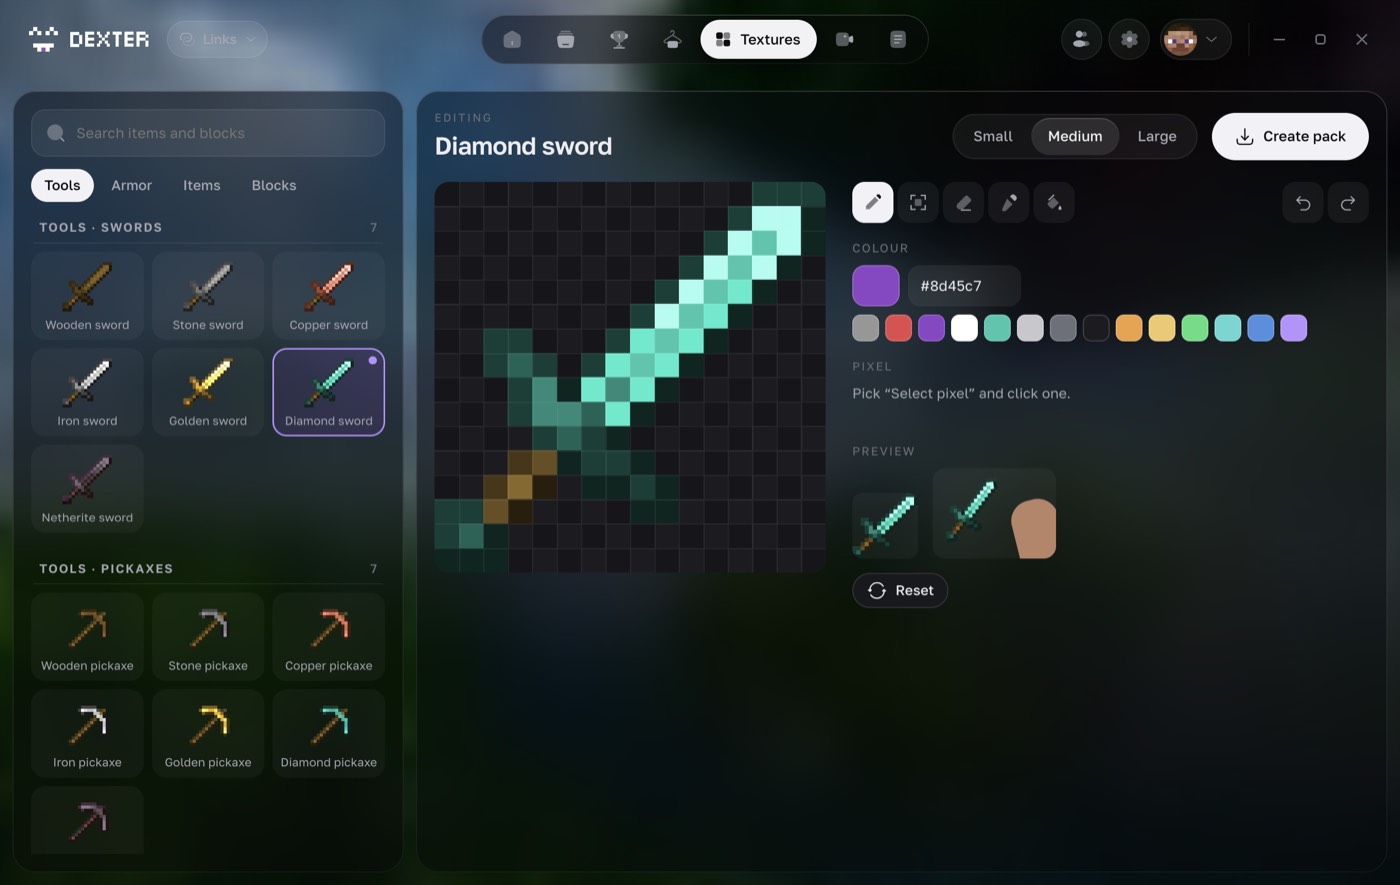 DEXTER
Links
Textures
Search items and blocks
Tools
Armor
Items
Blocks
TOOLS · SWORDS
7
Wooden sword
Stone sword
Copper sword
Iron sword
Golden sword
Diamond sword
Netherite sword
TOOLS · PICKAXES
7
Wooden pickaxe
Stone pickaxe
Copper pickaxe
Iron pickaxe
Golden pickaxe
Diamond pickaxe
EDITING
Diamond sword
Small
Medium
Large
Create pack
COLOUR
#8d45c7
PIXEL
Pick “Select pixel” and click one.
PREVIEW
Reset